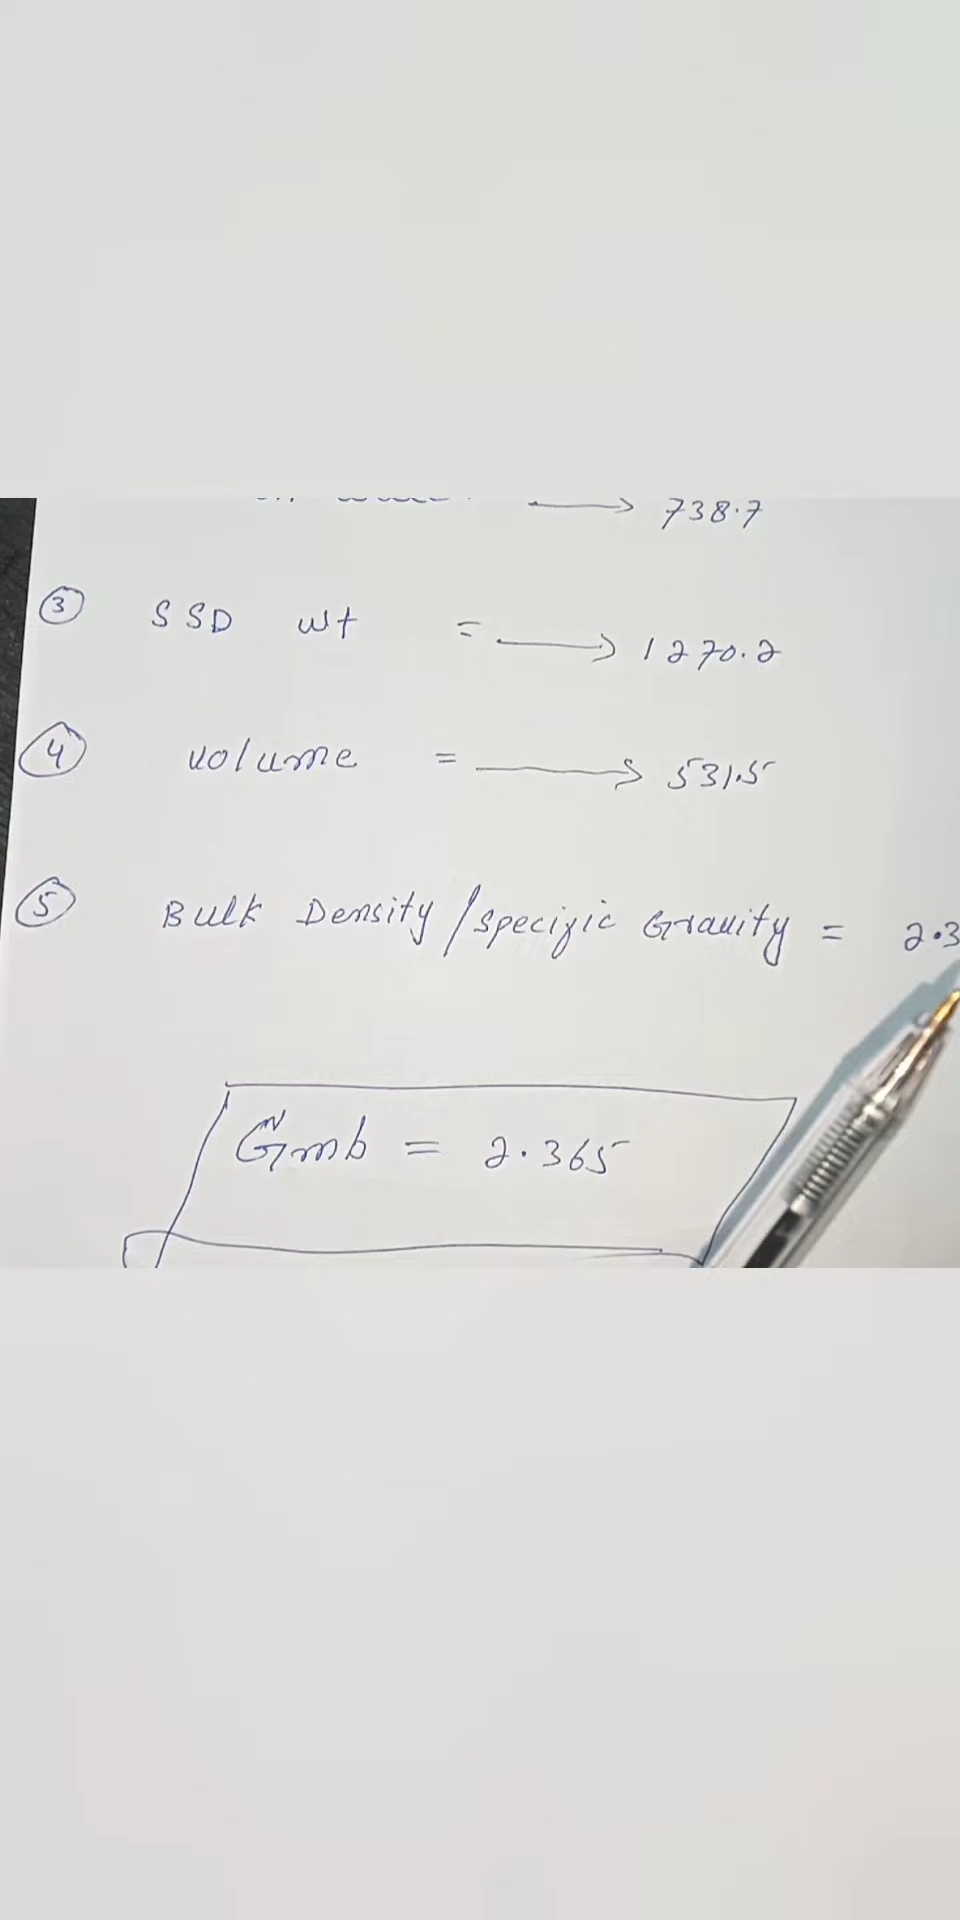 → 738.7
③ SSD wt = → 1270.2
④ volume = → 531.5
⑤ Bulk Density/specific Gravity = 2.3
Gmb = 2.365